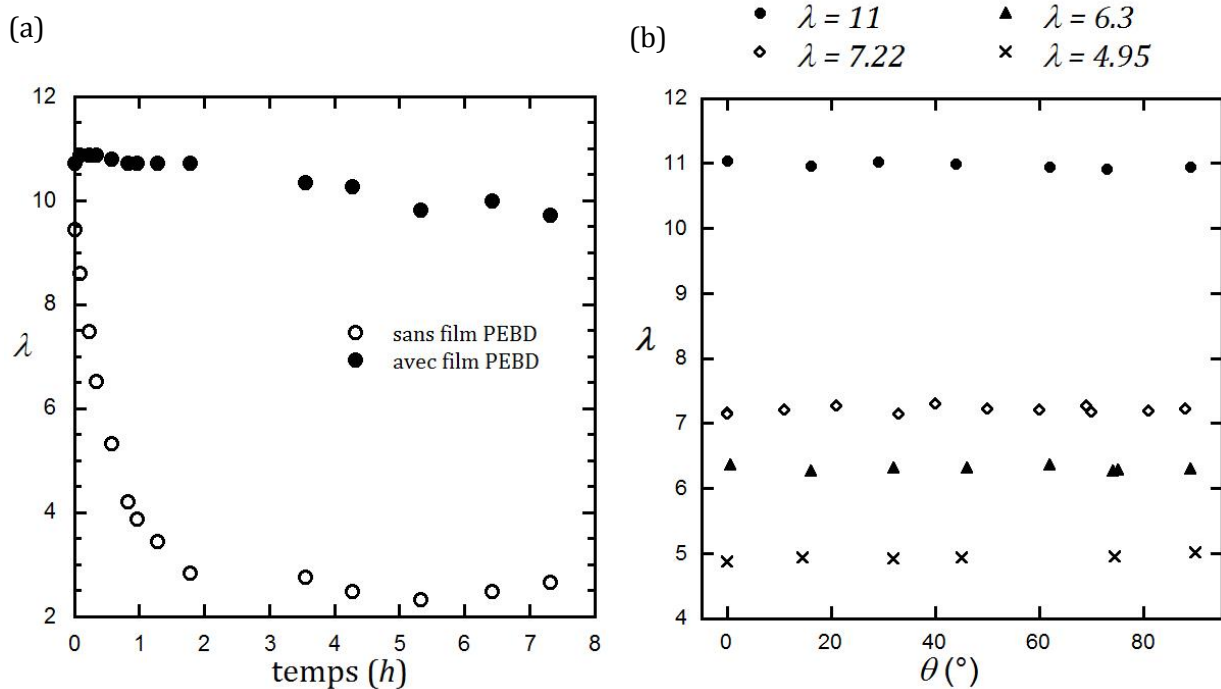 (a)
12
10
8
6
4
2
λ
sans film PEBD
avec film PEBD
0 1 2 3 4 5 6 7 8
temps (h)
(b)
λ = 11
λ = 6.3
λ = 7.22
λ = 4.95
12
11
10
9
8
7
6
5
4
λ
0 20 40 60 80
θ (°)